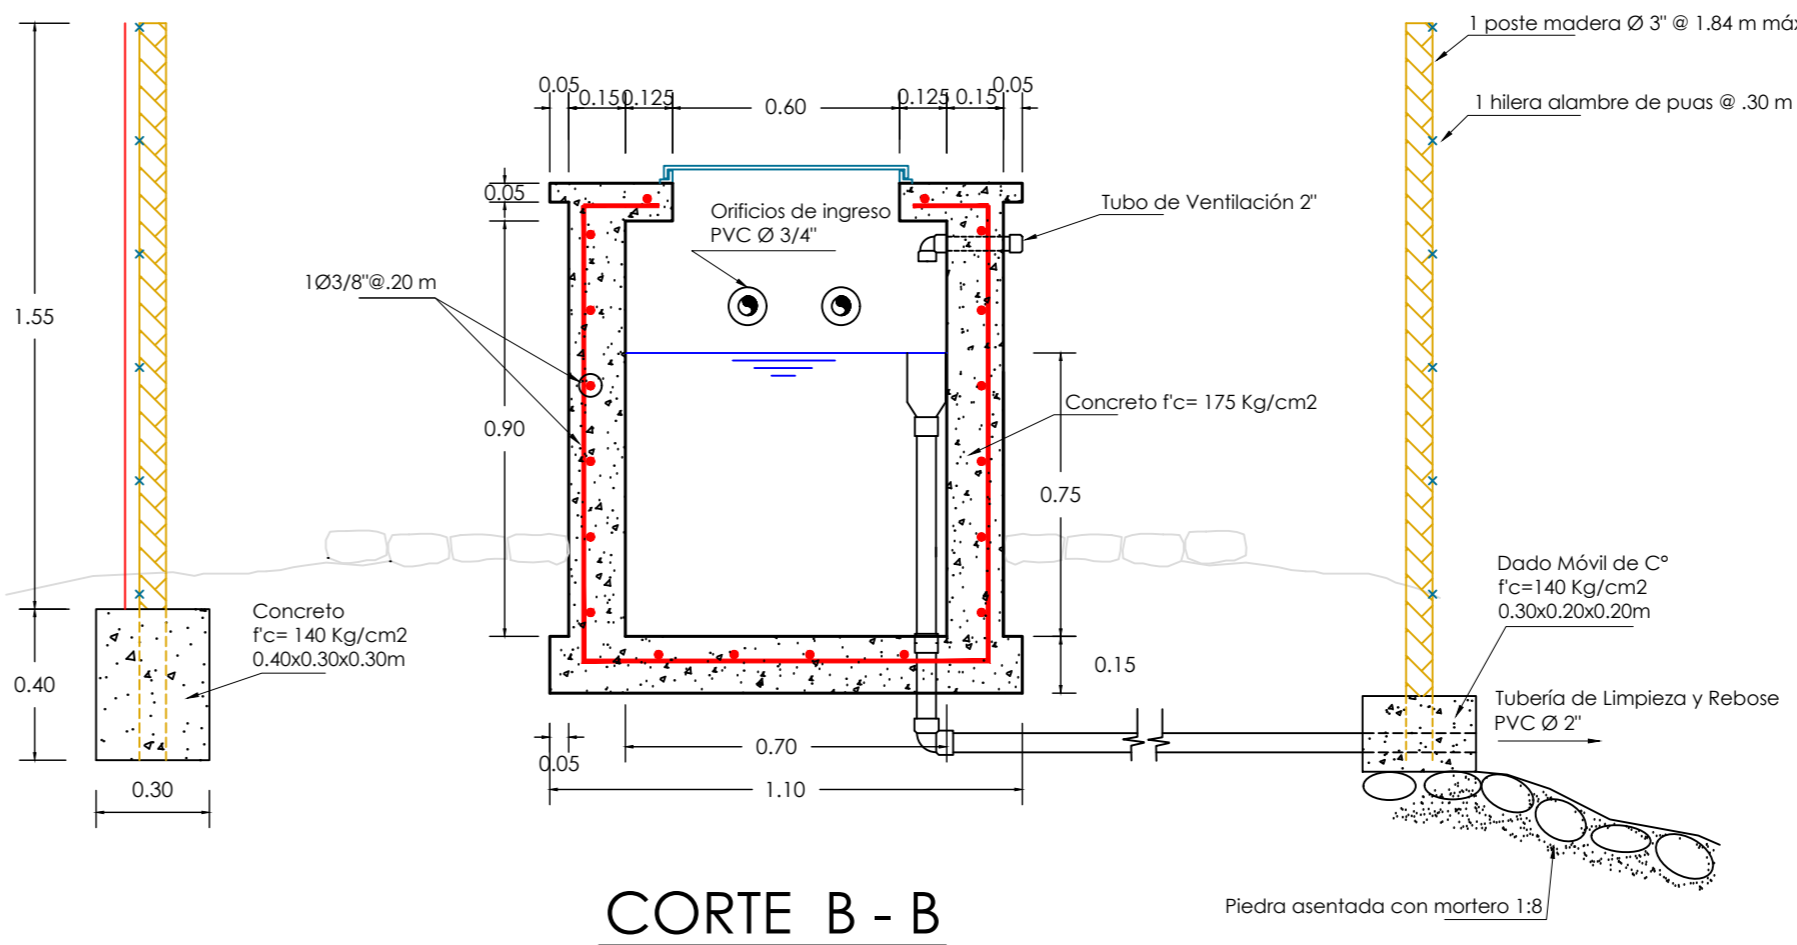 1 poste madera Ø 3" @ 1.84 m máx
1 hilera alambre de puas @ .30 m
0.05
0.15
0.125
0.60
0.125
0.15
0.05
0.05
Orificios de ingreso
PVC Ø 3/4"
Tubo de Ventilación 2"
1Ø3/8"@.20 m
1.55
0.90
Concreto f'c= 175 Kg/cm2
0.75
Concreto
f'c= 140 Kg/cm2
0.40x0.30x0.30m
Dado Móvil de C°
f'c=140 Kg/cm2
0.30x0.20x0.20m
0.40
0.15
Tubería de Limpieza y Rebose
PVC Ø 2"
0.05
0.70
0.30
1.10
CORTE B - B
Piedra asentada con mortero 1:8